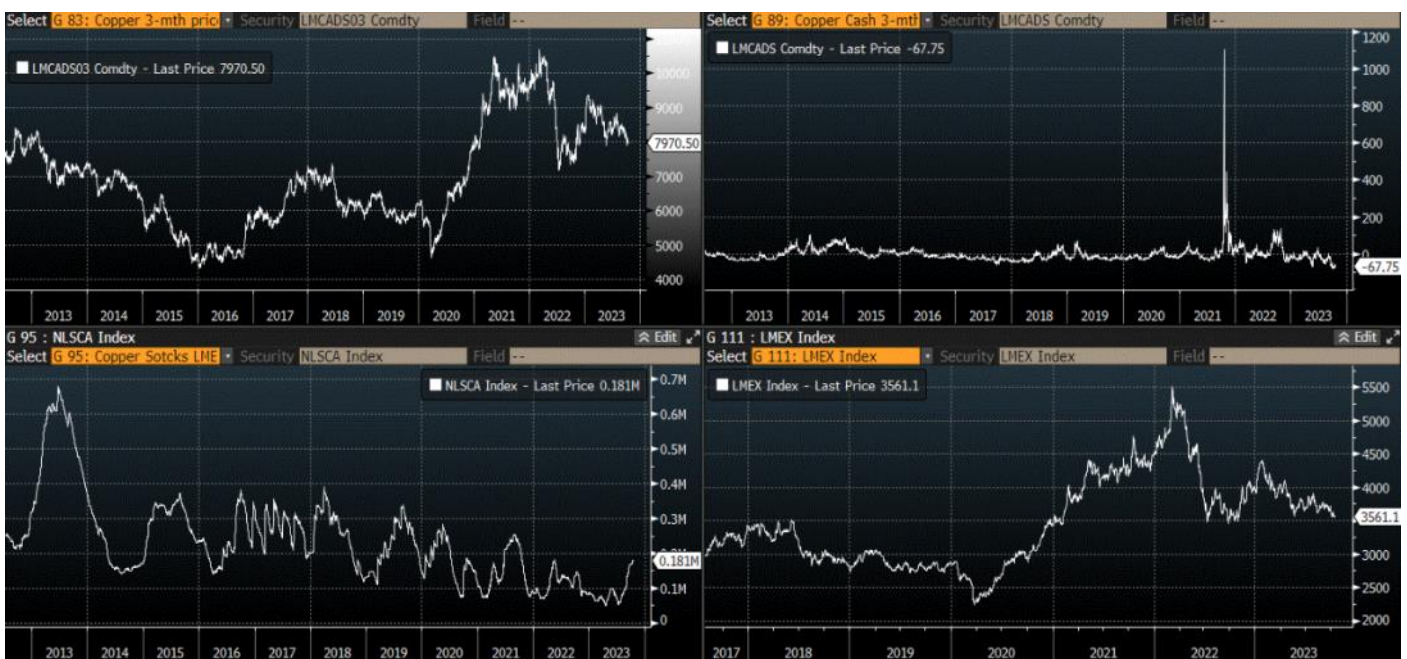 Select G 83: Copper 3-mth price Security LMCADS03 Comdty Field --
LMCADS03 Comdty - Last Price 7970.50
10000
9000
7970.50
7000
6000
5000
4000
2013 2014 2015 2016 2017 2018 2019 2020 2021 2022 2023
Select G 89: Copper Cash 3-mth Security LMCADS Comdty Field --
LMCADS Comdty - Last Price -67.75
1200
1000
800
600
400
200
0
-67.75
2013 2014 2015 2016 2017 2018 2019 2020 2021 2022 2023
G 95 : NLSCA Index Edit
Select G 95: Copper Sotcks LME Security NLSCA Index Field --
NLSCA Index - Last Price 0.181M
0.7M
0.6M
0.5M
0.4M
0.3M
0.181M
0.1M
0
2013 2014 2015 2016 2017 2018 2019 2020 2021 2022 2023
G 111 : LMEX Index Edit
Select G 111: LMEX Index Security LMEX Index Field --
LMEX Index - Last Price 3561.1
5500
5000
4500
4000
3561.1
3000
2500
2000
2017 2018 2019 2020 2021 2022 2023